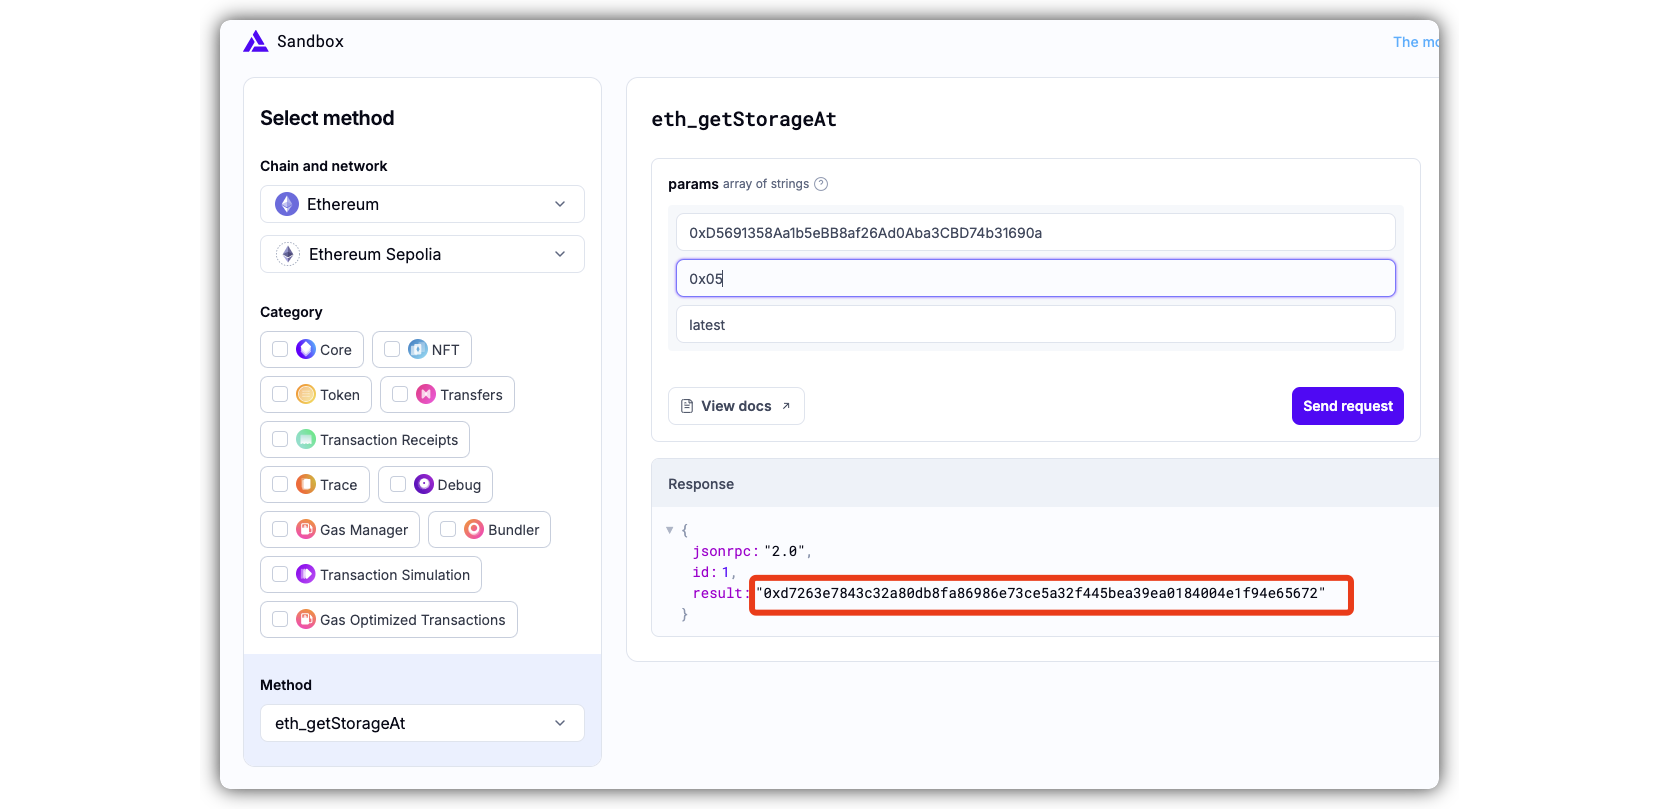 Sandbox
The mo
Select method
Chain and network
Ethereum
Ethereum Sepolia
Category
Core
NFT
Token
Transfers
Transaction Receipts
Trace
Debug
Gas Manager
Bundler
Transaction Simulation
Gas Optimized Transactions
Method
eth_getStorageAt
eth_getStorageAt
params array of strings ?
0xD5691358Aa1b5eBB8af26Ad0Aba3CBD74b31690a
0x05
latest
View docs ↗
Send request
Response
{
jsonrpc: "2.0",
id: 1,
result: "0xd7263e7843c32a80db8fa86986e73ce5a32f445bea39ea0184004e1f94e65672"
}